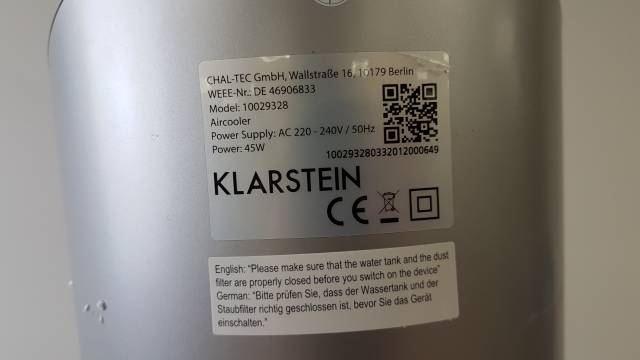 CHAL-TEC GmbH, Wallstraße 16, 10179 Berlin
WEEE-Nr.: DE 46906833
Model: 10029328
Aircooler
Power Supply: AC 220 - 240V / 50Hz
Power: 45W
100293280332012000649
KLARSTEIN
CE
English: “Please make sure that the water tank and the dust
filter are properly closed before you switch on the device”
German: “Bitte prüfen Sie, dass der Wassertank und der
Staubfilter richtig geschlossen ist, bevor Sie das Gerät
einschalten.”